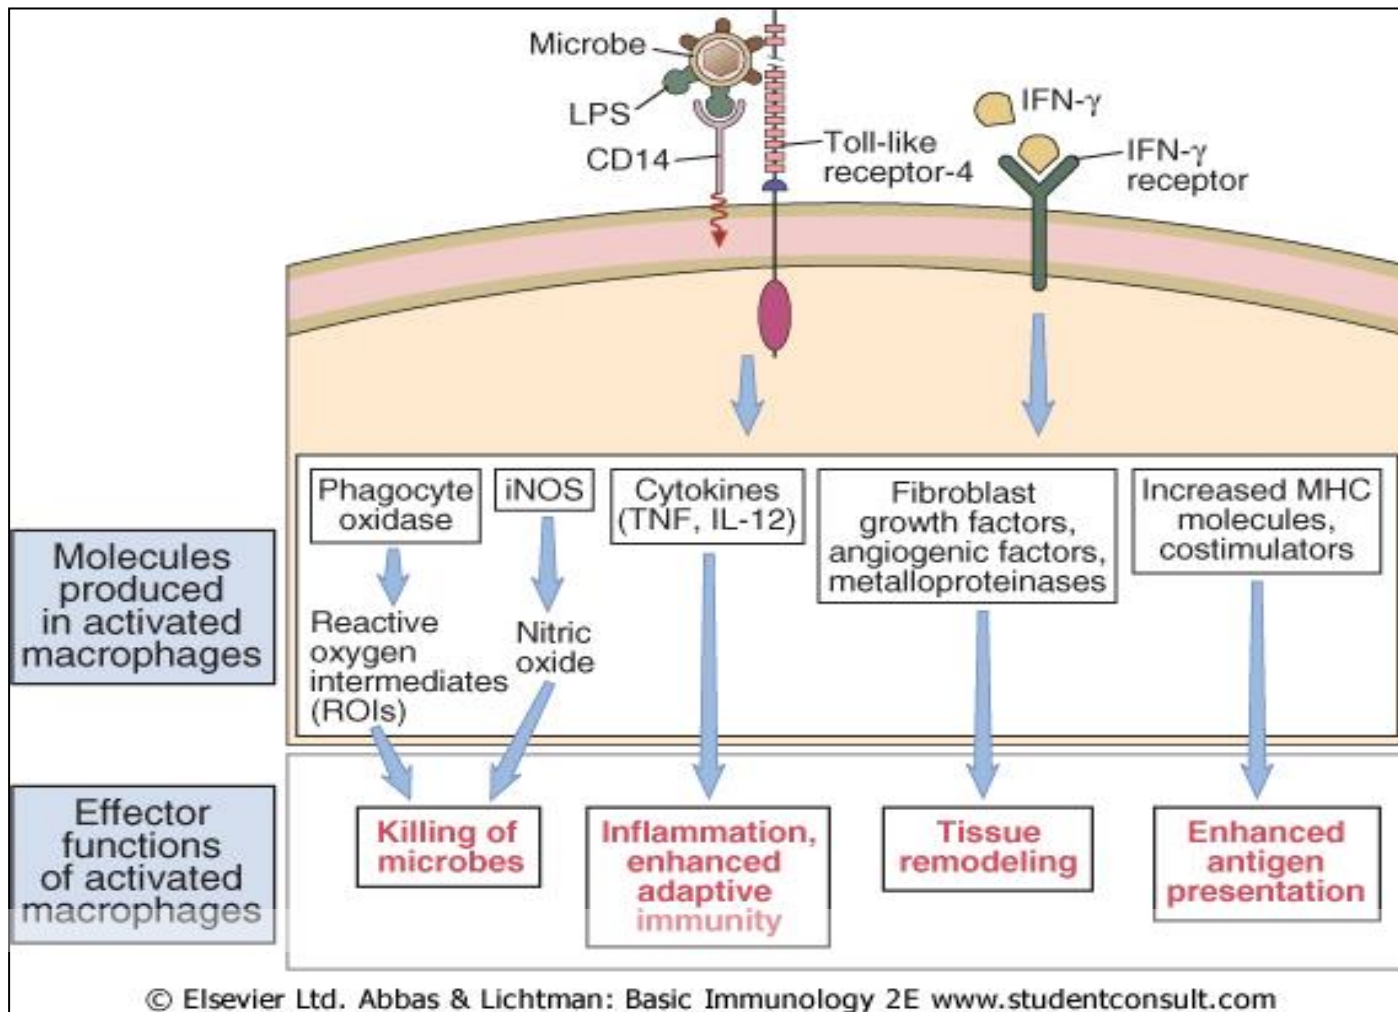 Microbe
LPS
CD14
Toll-like
receptor-4
IFN-γ
IFN-γ
receptor
Molecules
produced
in activated
macrophages
Phagocyte
oxidase
iNOS
Cytokines
(TNF, IL-12)
Fibroblast
growth factors,
angiogenic factors,
metalloproteinases
Increased MHC
molecules,
costimulators
Reactive
oxygen
intermediates
(ROIs)
Nitric
oxide
Effector
functions
of activated
macrophages
Killing of
microbes
Inflammation,
enhanced
adaptive
immunity
Tissue
remodeling
Enhanced
antigen
presentation
© Elsevier Ltd. Abbas & Lichtman: Basic Immunology 2E www.studentconsult.com